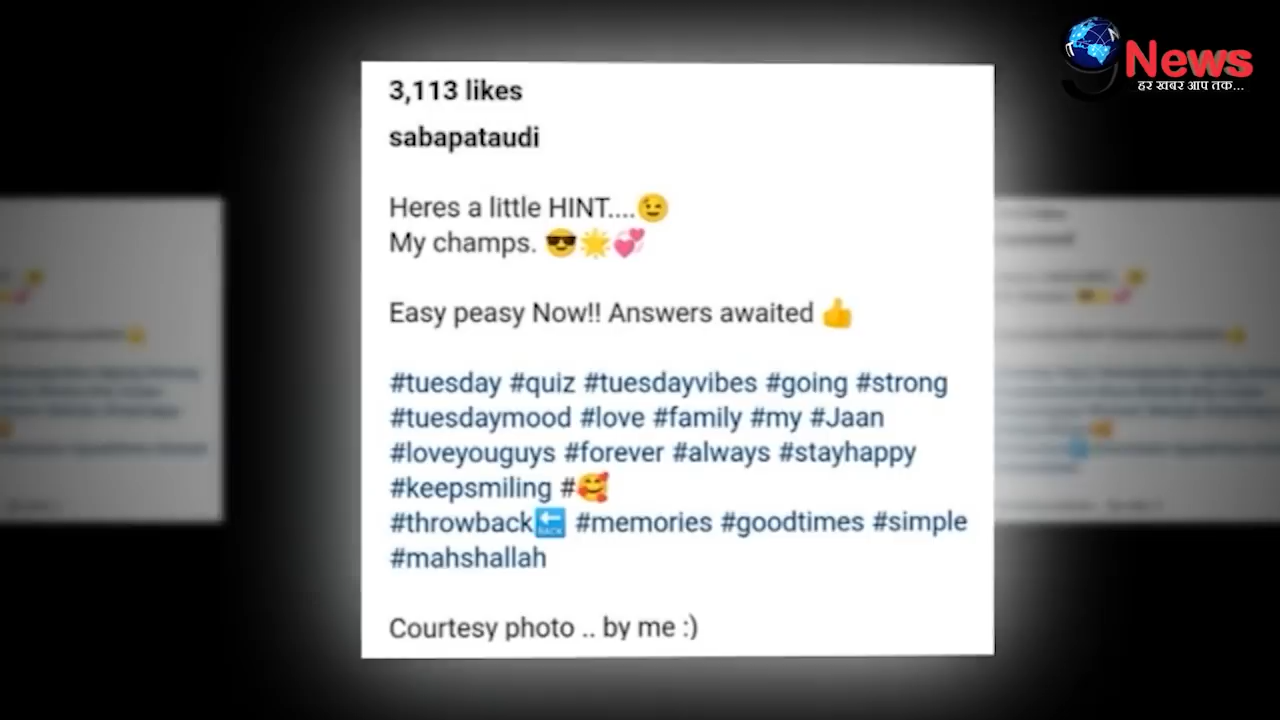 News
हर खबर आप तक...
3,113 likes
sabapataudi
Heres a little HINT....😉
My champs. 😎🌟💞
Easy peasy Now!! Answers awaited 👍
#tuesday #quiz #tuesdayvibes #going #strong
#tuesdaymood #love #family #my #Jaan
#loveyouguys #forever #always #stayhappy
#keepsmiling #🥰
#throwback🔙 #memories #goodtimes #simple
#mahshallah
Courtesy photo .. by me :)